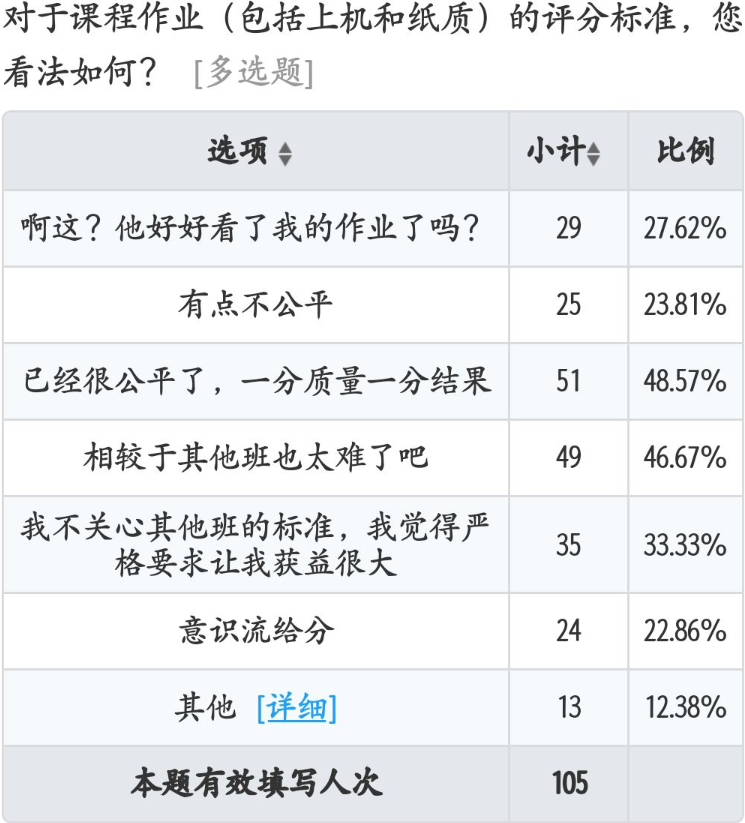 对于课程作业（包括上机和纸质）的评分标准，您
看法如何？ [多选题]
选项 小计 比例
啊这？他好好看了我的作业了吗？ 29 27.62%
有点不公平 25 23.81%
已经很公平了，一分质量一分结果 51 48.57%
相较于其他班也太难了吧 49 46.67%
我不关心其他班的标准，我觉得严
格要求让我获益很大 35 33.33%
意识流给分 24 22.86%
其他 [详细] 13 12.38%
本题有效填写人次 105